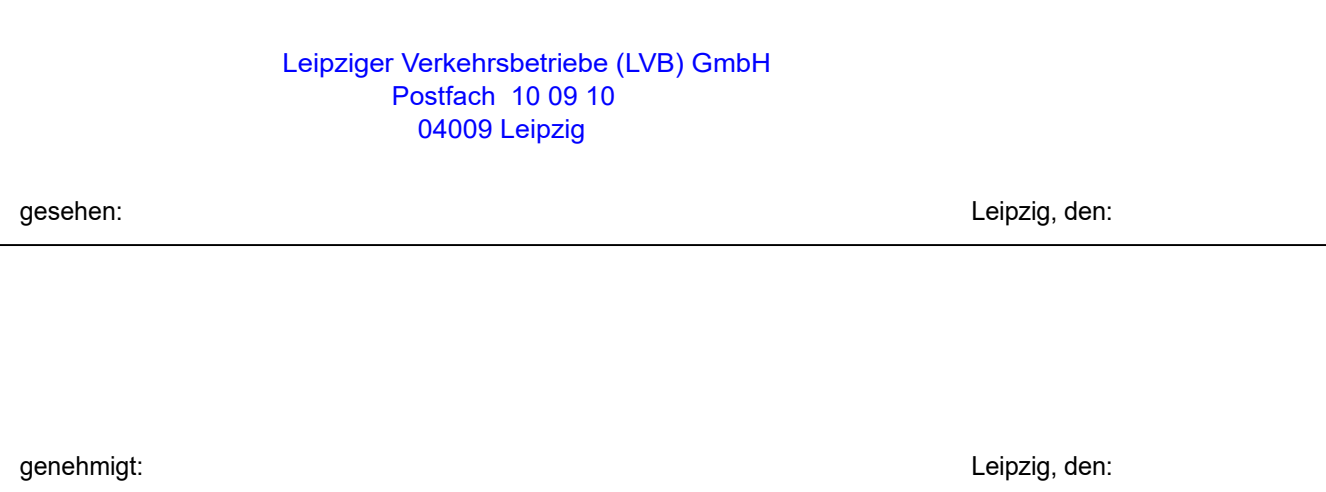 Leipziger Verkehrsbetriebe (LVB) GmbH
Postfach  10 09 10
04009 Leipzig
gesehen: Leipzig, den:
genehmigt: Leipzig, den: